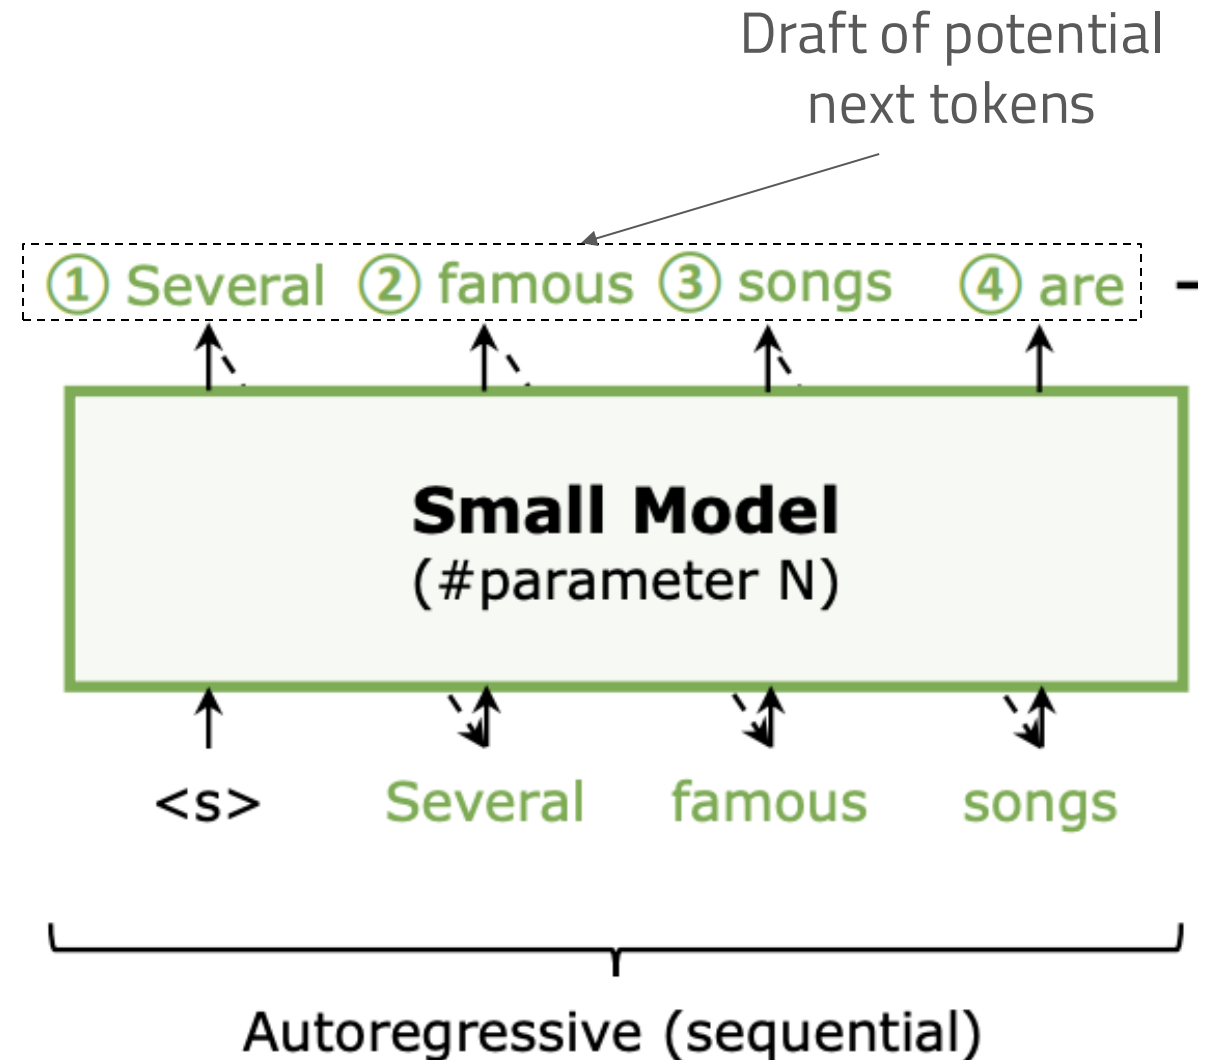 Draft of potential
next tokens
① Several ② famous ③ songs ④ are -
Small Model
(#parameter N)
<s> Several famous songs
Autoregressive (sequential)